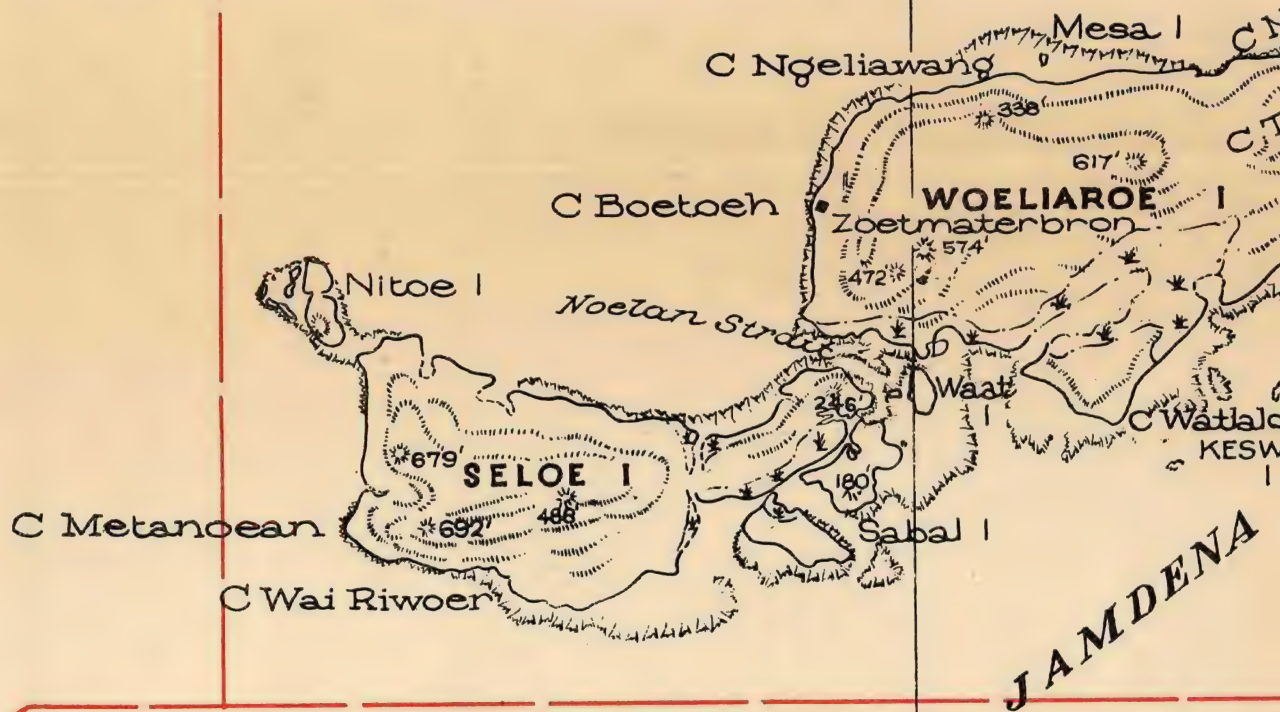 Mesa I
C N
C Ngeliawang
338'
C T
617'
WOELIAROE I
C Boetoeh
Zoetmaterbron
574'
472'
Nitoe I
Noelan Strait
Waat I
246'
C Watlalo
KESW
I
679'
SELOE I
180'
488'
692'
C Metanoean
Sabal I
C Wai Riwoer
JAMDENA